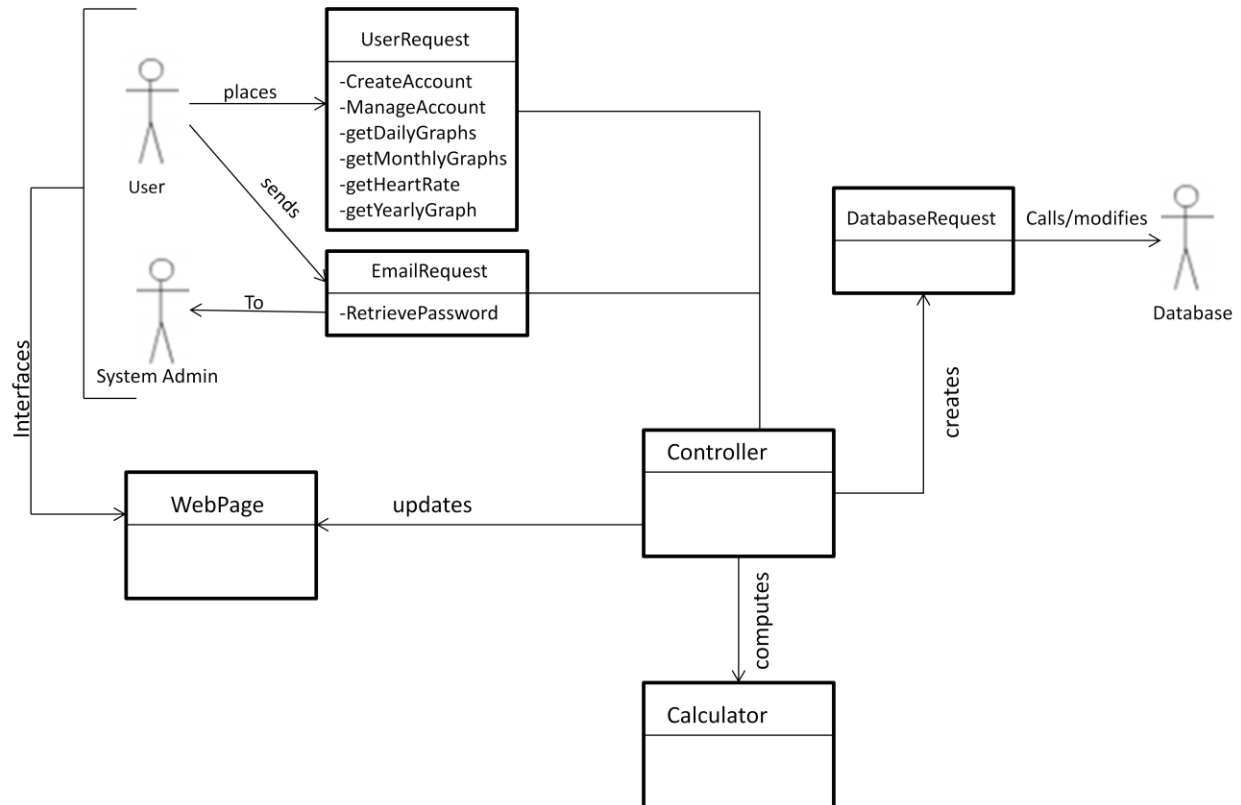 UserRequest
-CreateAccount
-ManageAccount
-getDailyGraphs
-getMonthlyGraphs
-getHeartRate
-getYearlyGraph
places
User
sends
EmailRequest
-RetrievePassword
To
System Admin
Interfaces
DatabaseRequest
Calls/modifies
Database
creates
Controller
WebPage
updates
computes
Calculator